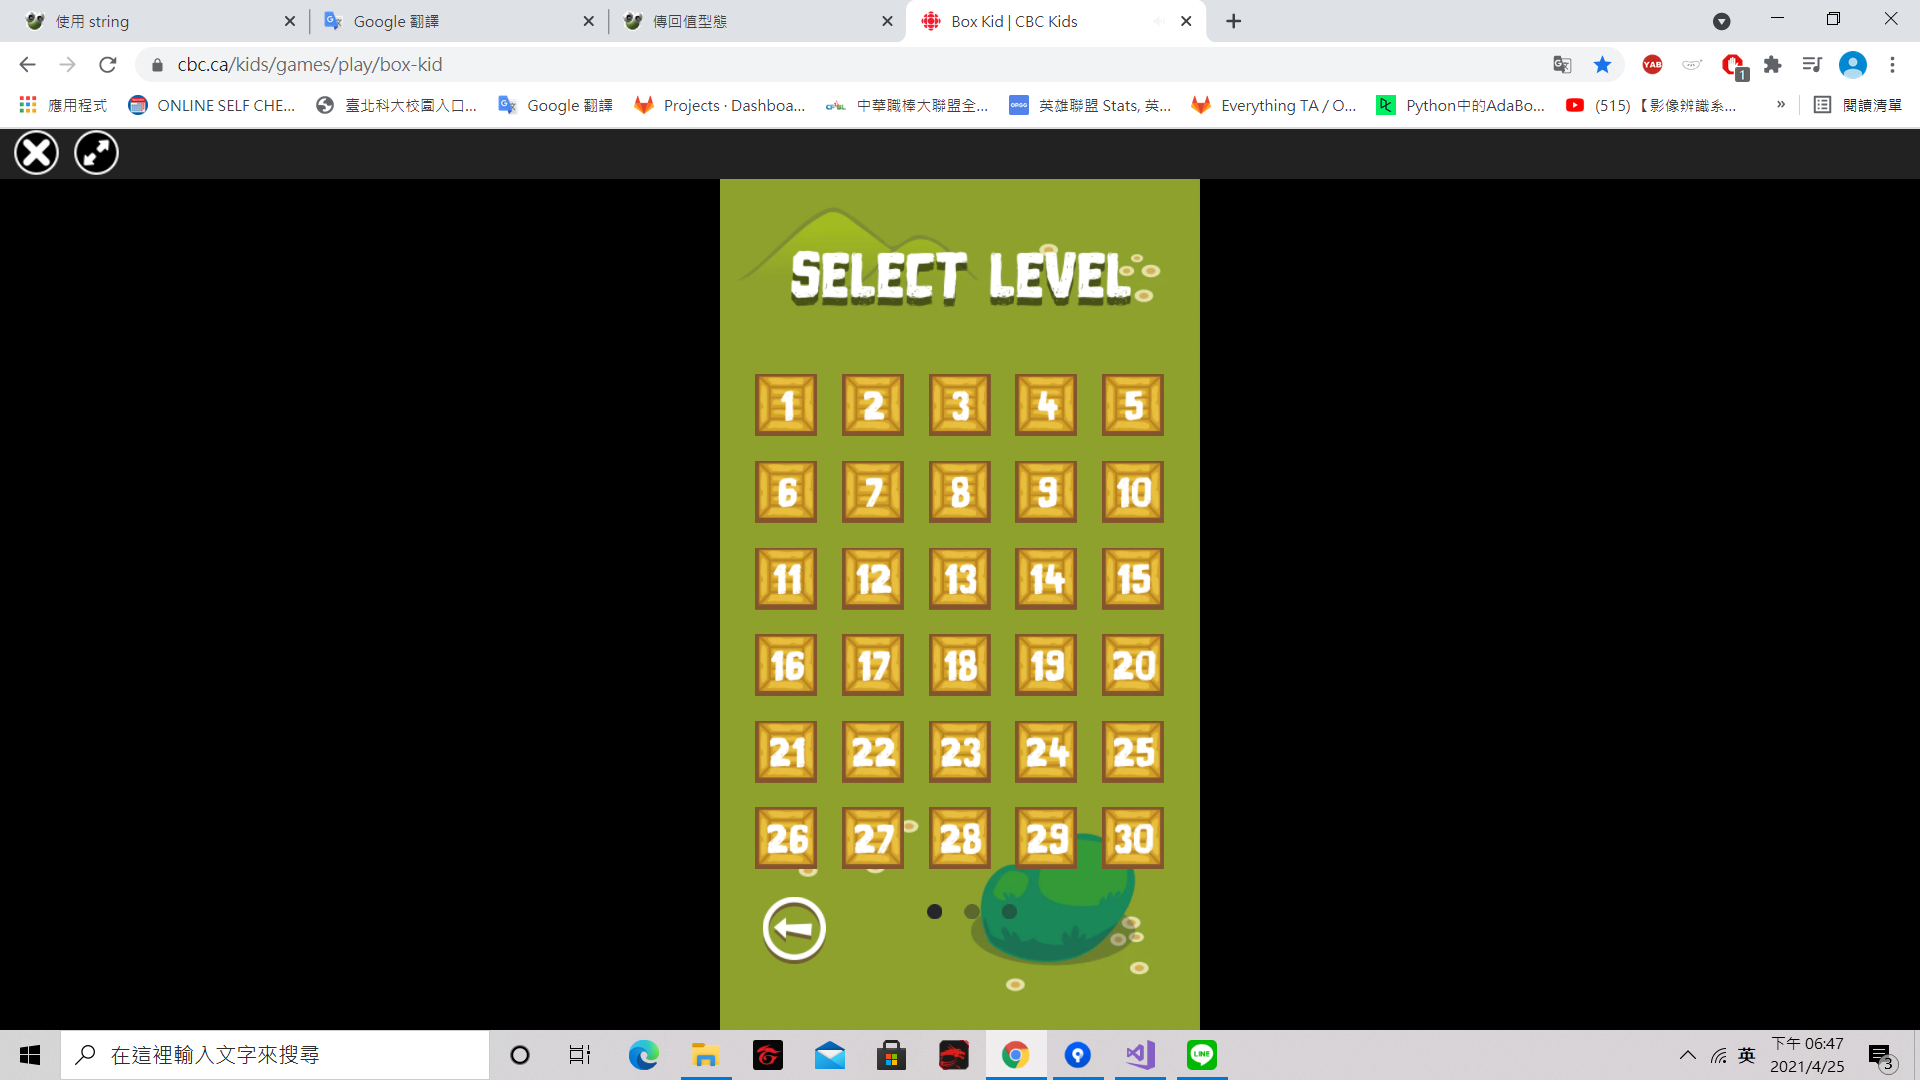 使用 string
Google 翻譯
傳回值型態
Box Kid | CBC Kids
cbc.ca/kids/games/play/box-kid
YAB
1
應用程式
ONLINE SELF CHE...
臺北科大校園入口...
Google 翻譯
Projects · Dashboa...
CPBL
中華職棒大聯盟全...
OPGG
英雄聯盟 Stats, 英...
Everything TA / O...
DC
Python中的AdaBo...
(515)【影像辨識系...
»
閱讀清單
SELECT LEVEL
1 2 3 4 5
6 7 8 9 10
11 12 13 14 15
16 17 18 19 20
21 22 23 24 25
26 27 28 29 30
在這裡輸入文字來搜尋
LINE
英
下午 06:47
2021/4/25
3